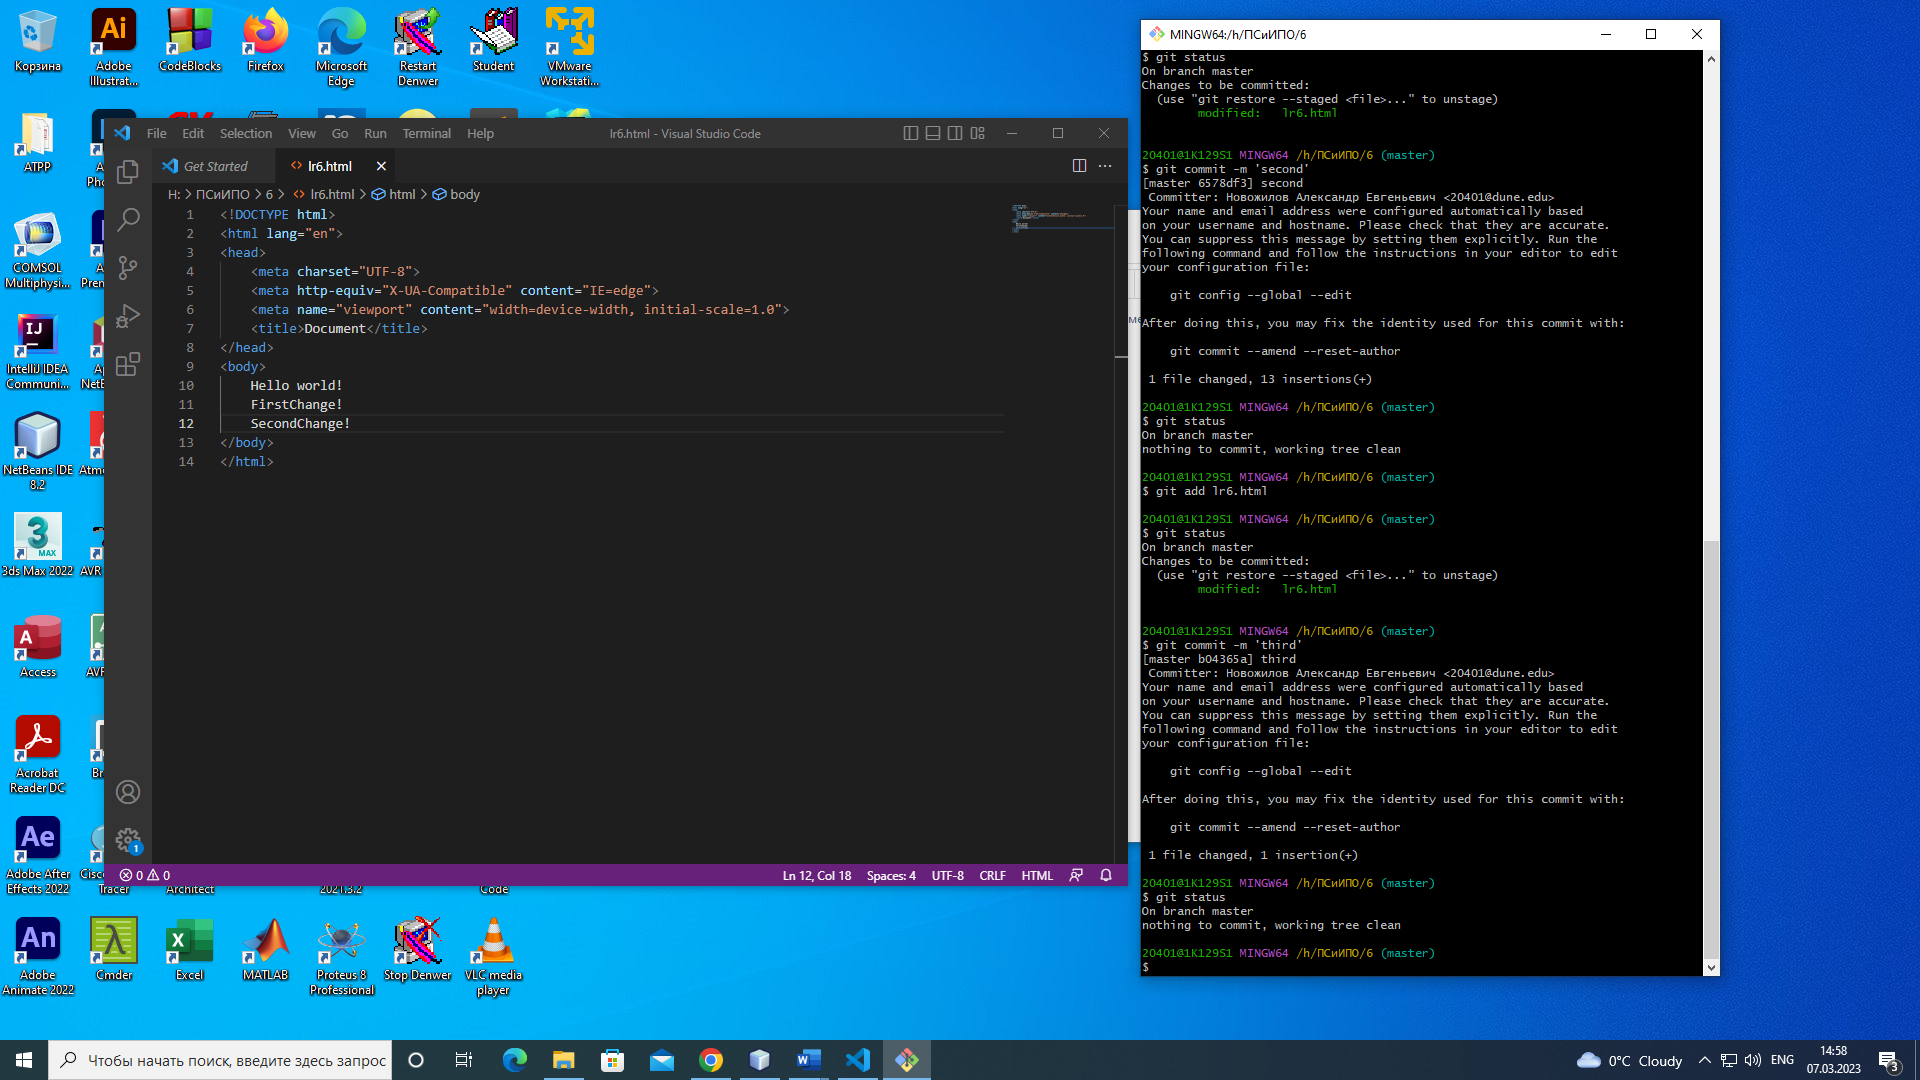 Корзина
Adobe Illustrat...
CodeBlocks
Firefox
Microsoft Edge
Restart Denwer
Student
VMware Workstati...
ATPP
COMSOL Multiphysi...
IntelliJ IDEA Communi...
NetBeans IDE 8.2
3ds Max 2022
Access
Acrobat Reader DC
Adobe After Effects 2022
Tracer
Architect
2021.3.2
Code
Adobe Animate 2022
Cmder
Excel
MATLAB
Proteus 8 Professional
Stop Denwer
VLC media player
File Edit Selection View Go Run Terminal Help
lr6.html - Visual Studio Code
Get Started
lr6.html
H: > ПСиИПО > 6 > lr6.html > html > body
1 <!DOCTYPE html>
2 <html lang="en">
3 <head>
4 <meta charset="UTF-8">
5 <meta http-equiv="X-UA-Compatible" content="IE=edge">
6 <meta name="viewport" content="width=device-width, initial-scale=1.0">
7 <title>Document</title>
8 </head>
9 <body>
10 Hello world!
11 FirstChange!
12 SecondChange!
13 </body>
14 </html>
1
0 0
Ln 12, Col 18 Spaces: 4 UTF-8 CRLF HTML
MINGW64:/h/ПСиИПО/6
$ git status
On branch master
Changes to be committed:
(use "git restore --staged <file>..." to unstage)
modified: lr6.html
20401@1K129S1 MINGW64 /h/ПСиИПО/6 (master)
$ git commit -m 'second'
[master 6578df3] second
Committer: Новожилов Александр Евгеньевич <20401@dune.edu>
Your name and email address were configured automatically based
on your username and hostname. Please check that they are accurate.
You can suppress this message by setting them explicitly. Run the
following command and follow the instructions in your editor to edit
your configuration file:
git config --global --edit
After doing this, you may fix the identity used for this commit with:
git commit --amend --reset-author
1 file changed, 13 insertions(+)
20401@1K129S1 MINGW64 /h/ПСиИПО/6 (master)
$ git status
On branch master
nothing to commit, working tree clean
20401@1K129S1 MINGW64 /h/ПСиИПО/6 (master)
$ git add lr6.html
20401@1K129S1 MINGW64 /h/ПСиИПО/6 (master)
$ git status
On branch master
Changes to be committed:
(use "git restore --staged <file>..." to unstage)
modified: lr6.html
20401@1K129S1 MINGW64 /h/ПСиИПО/6 (master)
$ git commit -m 'third'
[master b04365a] third
Committer: Новожилов Александр Евгеньевич <20401@dune.edu>
Your name and email address were configured automatically based
on your username and hostname. Please check that they are accurate.
You can suppress this message by setting them explicitly. Run the
following command and follow the instructions in your editor to edit
your configuration file:
git config --global --edit
After doing this, you may fix the identity used for this commit with:
git commit --amend --reset-author
1 file changed, 1 insertion(+)
20401@1K129S1 MINGW64 /h/ПСиИПО/6 (master)
$ git status
On branch master
nothing to commit, working tree clean
20401@1K129S1 MINGW64 /h/ПСиИПО/6 (master)
$
Чтобы начать поиск, введите здесь запрос
0°C Cloudy
ENG
14:58
07.03.2023
3